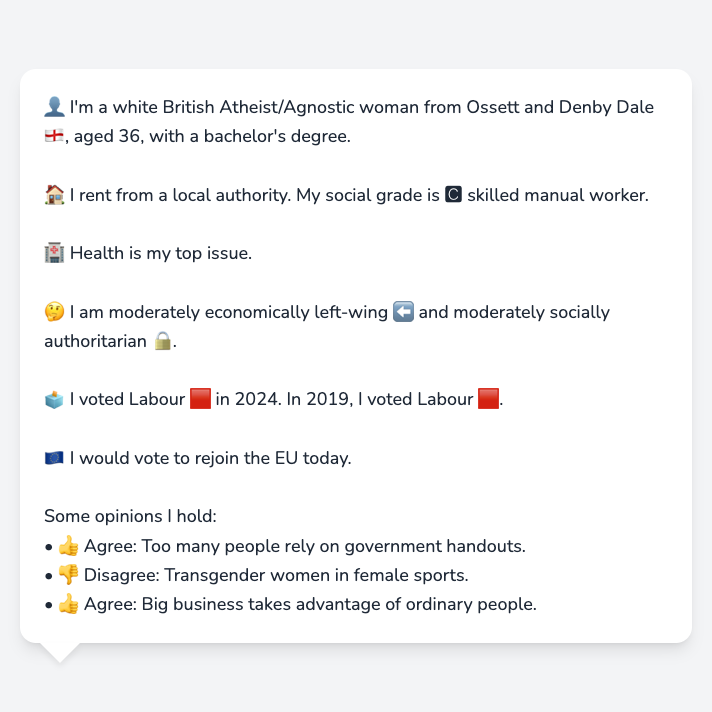 👤 I'm a white British Atheist/Agnostic woman from Ossett and Denby Dale
🏴󠁧󠁢󠁥󠁮󠁧󠁿, aged 36, with a bachelor's degree.
🏠 I rent from a local authority. My social grade is C skilled manual worker.
🏥 Health is my top issue.
🤔 I am moderately economically left-wing ⬅️ and moderately socially
authoritarian 🔒.
🗳️ I voted Labour 🟥 in 2024. In 2019, I voted Labour 🟥.
🇪🇺 I would vote to rejoin the EU today.
Some opinions I hold:
• 👍 Agree: Too many people rely on government handouts.
• 👎 Disagree: Transgender women in female sports.
• 👍 Agree: Big business takes advantage of ordinary people.